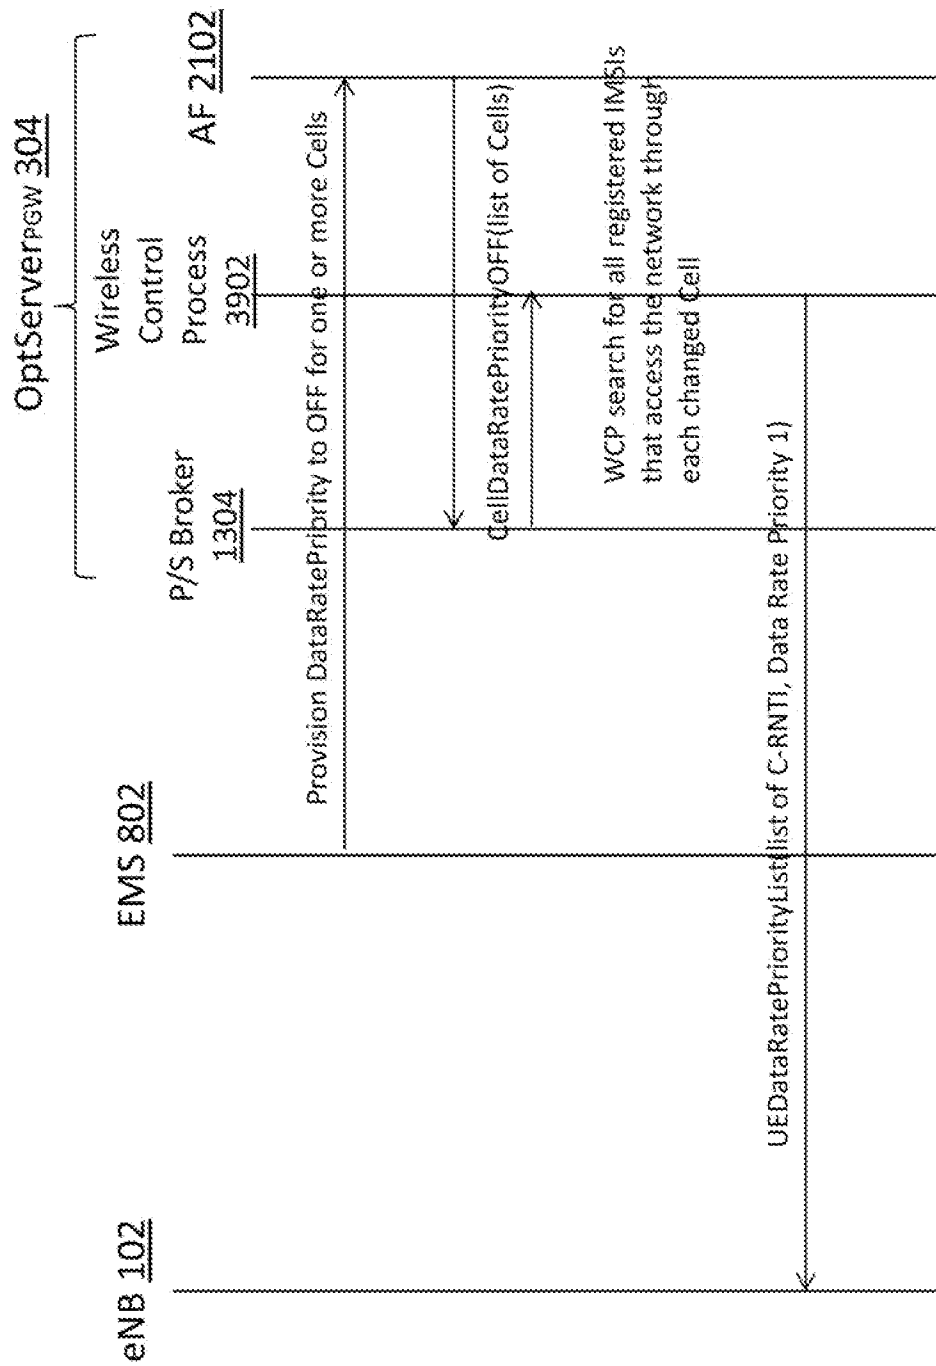 OptServerPGW 304
eNB 102
EMS 802
P/S Broker
1304
Wireless
Control
Process
3902
AF 2102
Provision DataRatePriority to OFF for one or more Cells
CellDataRatePriorityOFF(list of Cells)
WCP search for all registered IMSIs
that access the network through
each changed Cell
UEDataRatePriorityList(list of C-RNTI, Data Rate Priority 1)